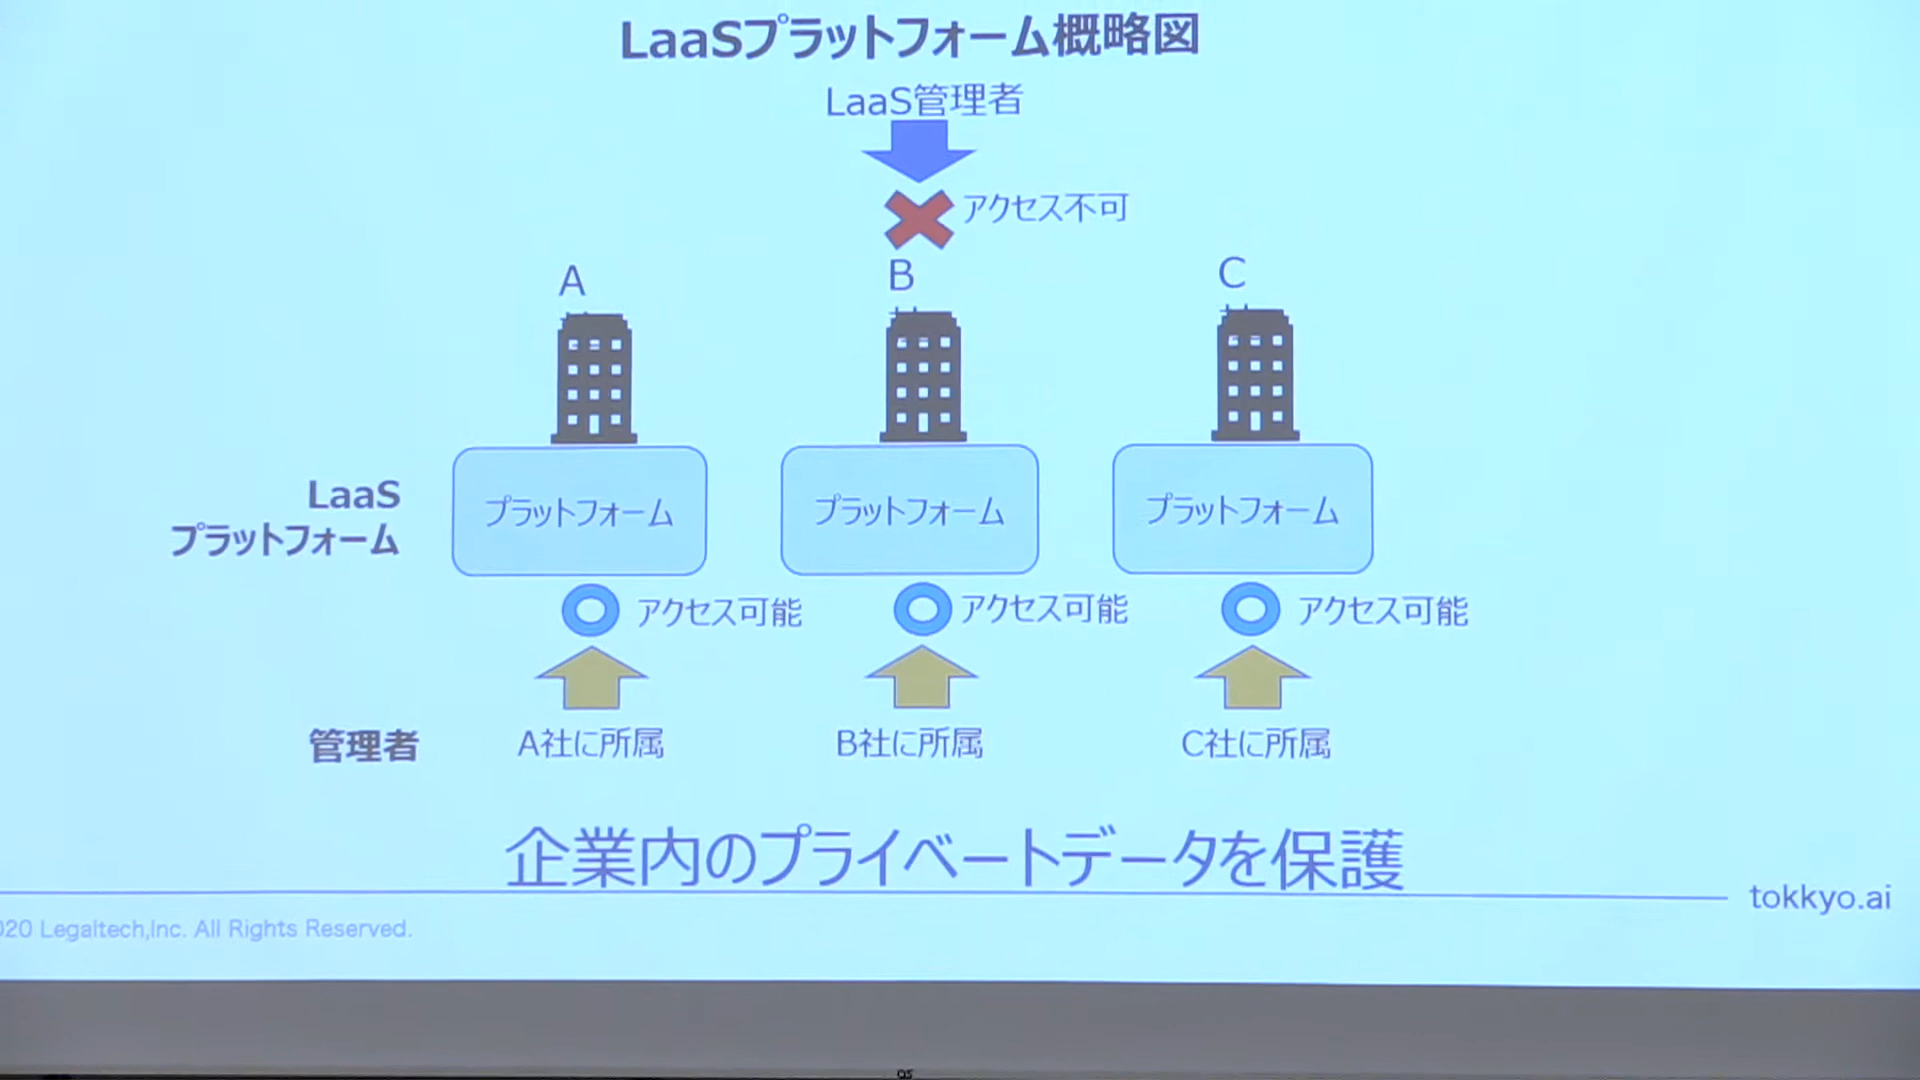 LaaSプラットフォーム概略図
LaaS管理者
アクセス不可
A
B
C
LaaS
プラットフォーム
プラットフォーム
プラットフォーム
プラットフォーム
アクセス可能
アクセス可能
アクセス可能
管理者
A社に所属
B社に所属
C社に所属
企業内のプライベートデータを保護
tokkyo.ai
020 Legaltech,Inc. All Rights Reserved.